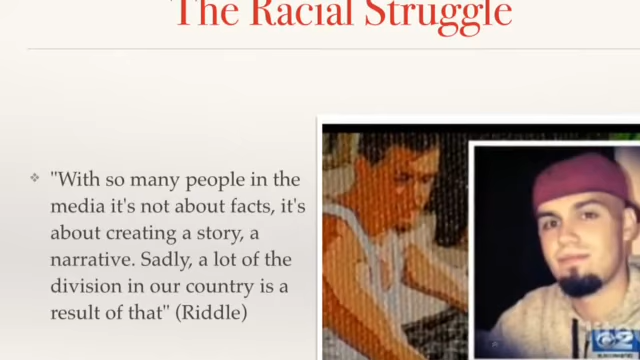 The Racial Struggle
"With so many people in the
media it's not about facts, it's
about creating a story, a
narrative. Sadly, a lot of the
division in our country is a
result of that" (Riddle)